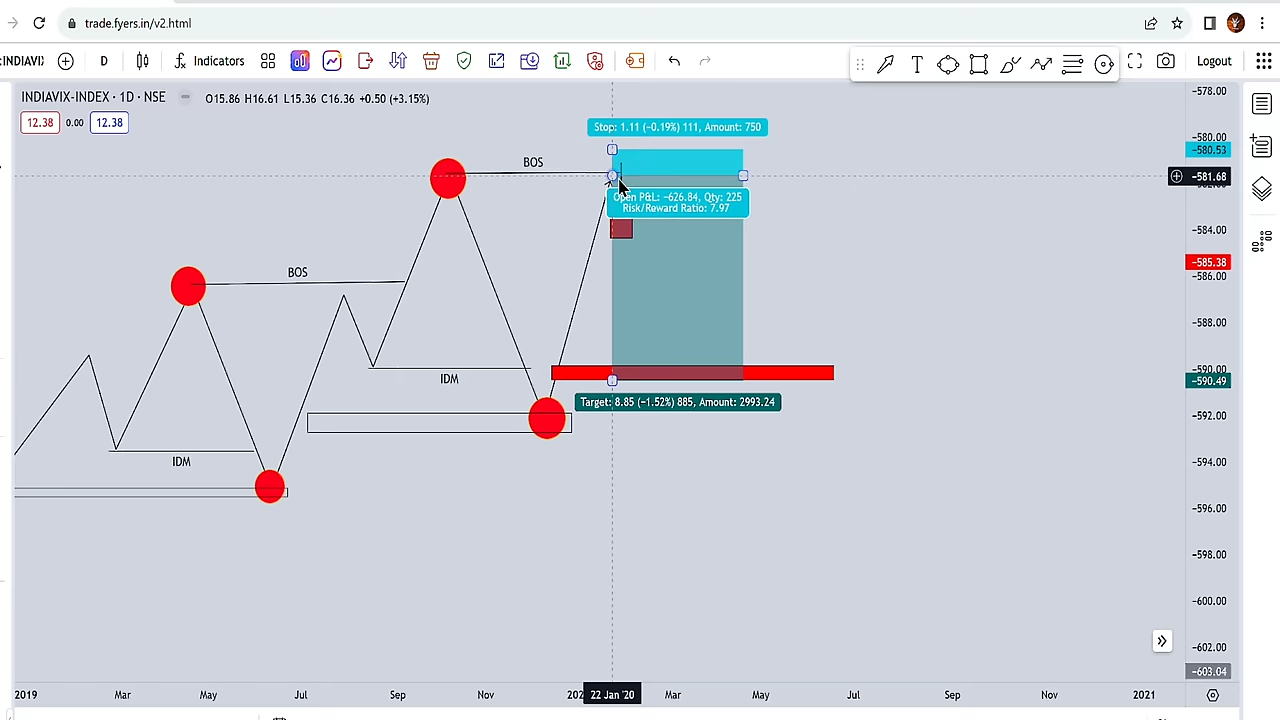 trade.fyers.in/v2.html
:INDIAVI)
D
Indicators
Logout
INDIAVIX-INDEX · 1D · NSE
O15.86 H16.61 L15.36 C16.36 +0.50 (+3.15%)
12.38
0.00
12.38
Stop: 1.11 (−0.19%) 111, Amount: 750
BOS
Open P&L: −626.84, Qty: 225
Risk/Reward Ratio: 7.97
BOS
IDM
Target: 8.85 (−1.52%) 885, Amount: 2993.24
IDM
−578.00
−580.00
−580.53
−581.68
−584.00
−585.38
−586.00
−588.00
−590.00
−590.49
−592.00
−594.00
−596.00
−598.00
−600.00
−602.00
−603.04
2019
Mar
May
Jul
Sep
Nov
202
22 Jan '20
Mar
May
Jul
Sep
Nov
2021